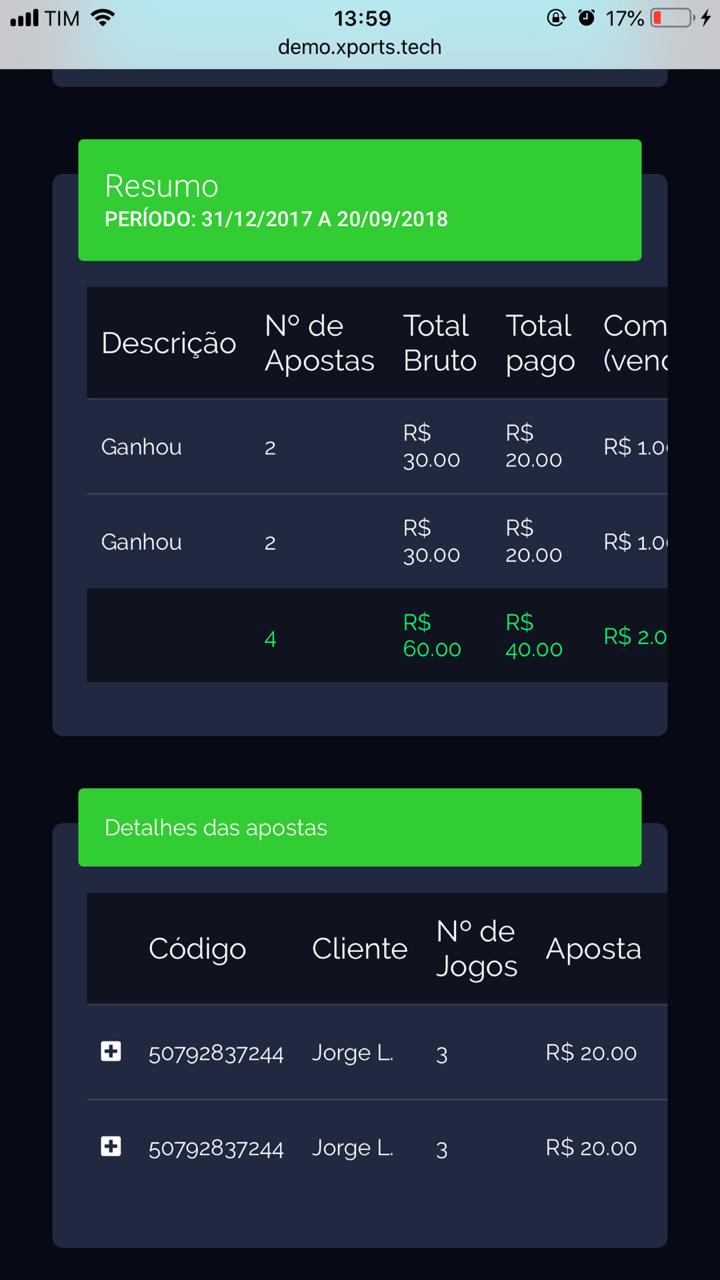 TIM 13:59 17%
demo.xports.tech
Resumo
PERÍODO: 31/12/2017 A 20/09/2018
Descrição Nº de Apostas Total Bruto Total pago Com (vend
Ganhou 2 R$ 30.00 R$ 20.00 R$ 1.0
Ganhou 2 R$ 30.00 R$ 20.00 R$ 1.0
4 R$ 60.00 R$ 40.00 R$ 2.0
Detalhes das apostas
Código Cliente Nº de Jogos Aposta
50792837244 Jorge L. 3 R$ 20.00
50792837244 Jorge L. 3 R$ 20.00